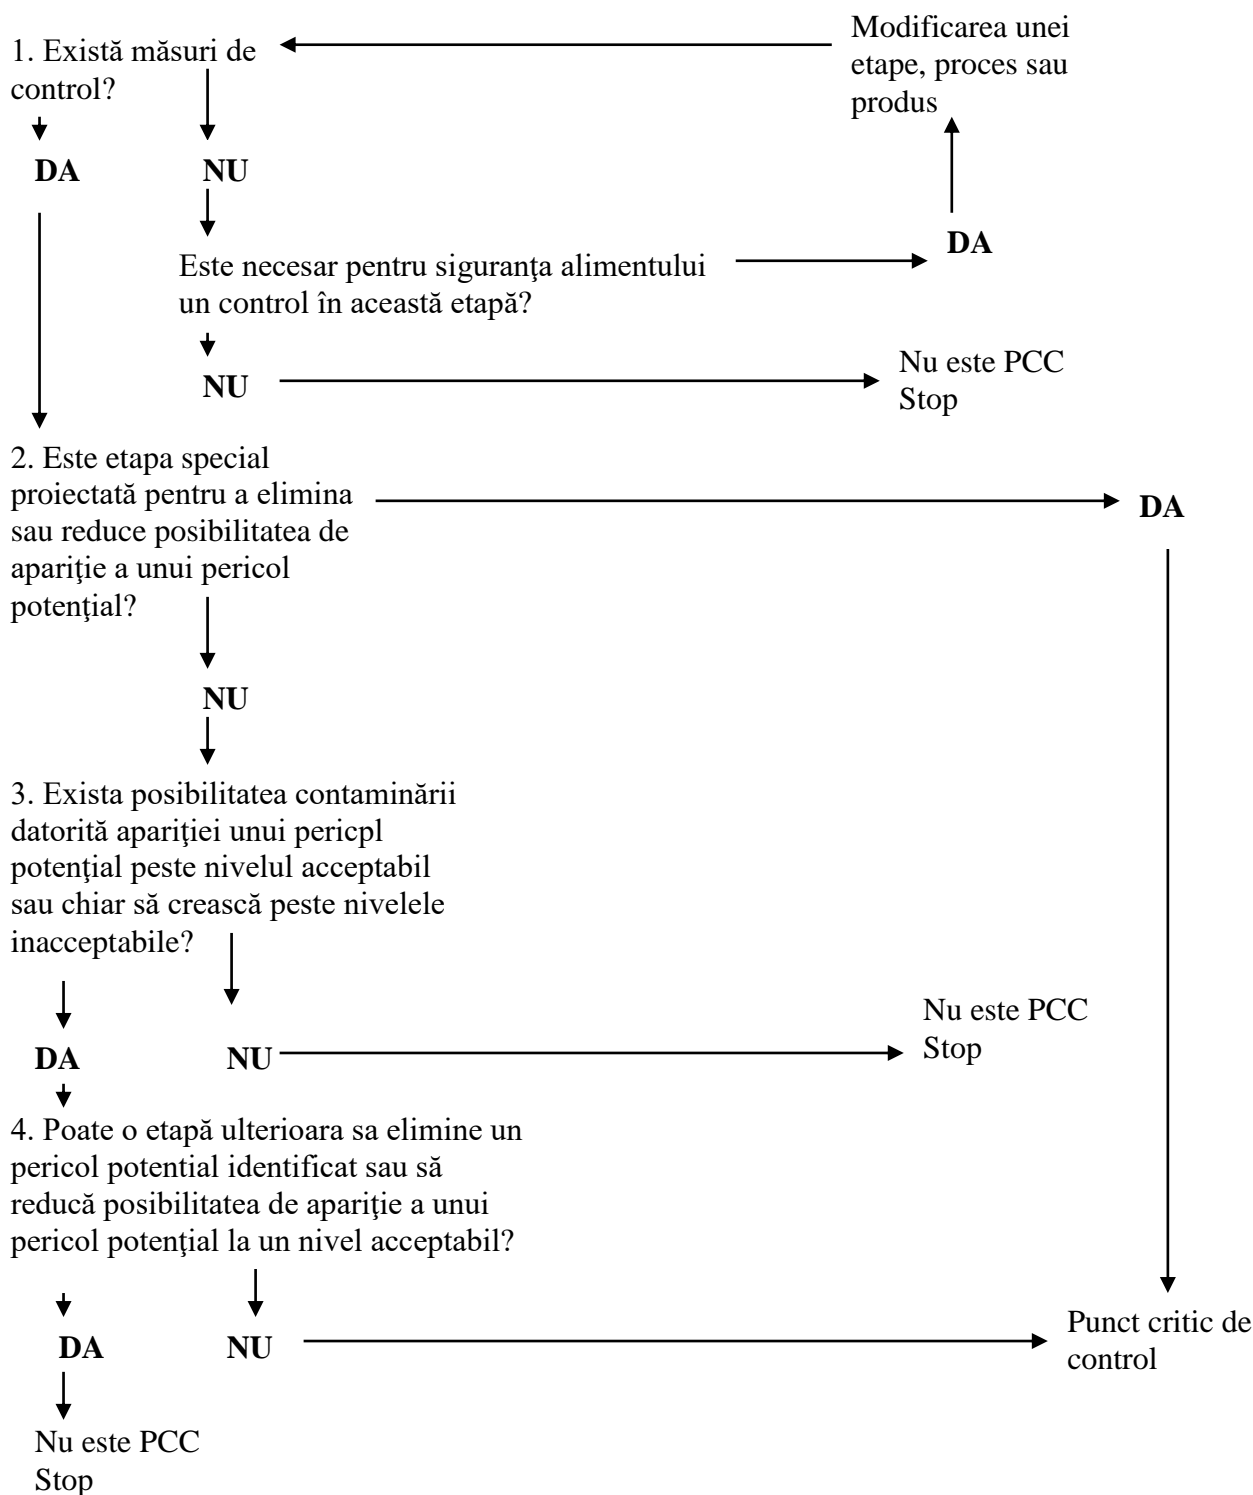 1. Există măsuri de
control?
Modificarea unei
etape, proces sau
produs
DA
NU
DA
Este necesar pentru siguranţa alimentului
un control în această etapă?
NU
Nu este PCC
Stop
2. Este etapa special
proiectată pentru a elimina
sau reduce posibilitatea de
apariţie a unui pericol
potenţial?
DA
NU
3. Exista posibilitatea contaminării
datorită apariţiei unui pericpl
potenţial peste nivelul acceptabil
sau chiar să crească peste nivelele
inacceptabile?
DA
NU
Nu este PCC
Stop
4. Poate o etapă ulterioara sa elimine un
pericol potential identificat sau să
reducă posibilitatea de apariţie a unui
pericol potenţial la un nivel acceptabil?
DA
NU
Punct critic de
control
Nu este PCC
Stop